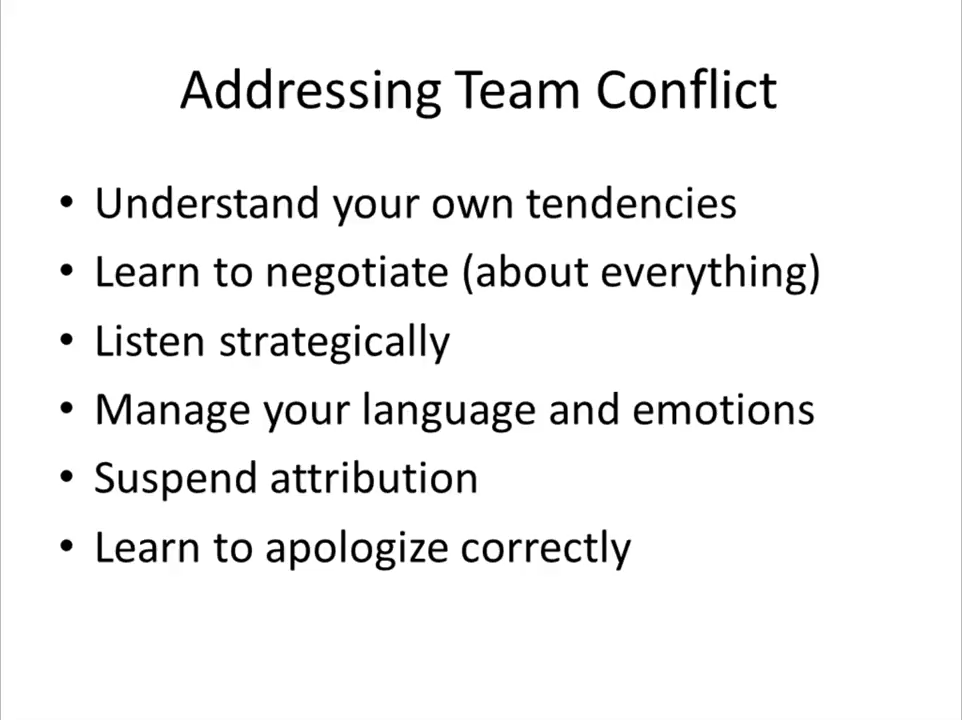 Addressing Team Conflict
• Understand your own tendencies
• Learn to negotiate (about everything)
• Listen strategically
• Manage your language and emotions
• Suspend attribution
• Learn to apologize correctly